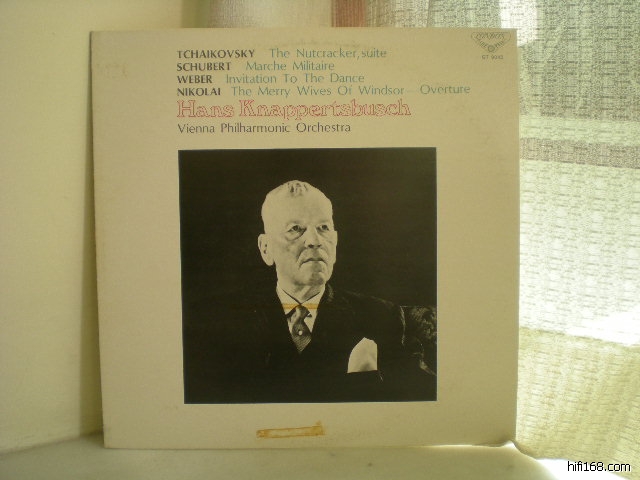 LONDON
TCHAIKOVSKY The Nutcracker, suite
SCHUBERT Marche Militaire
WEBER Invitation To The Dance
NIKOLAI The Merry Wives Of Windsor— Overture
Hans Knappertsbusch
Vienna Philharmonic Orchestra
hifi168.com